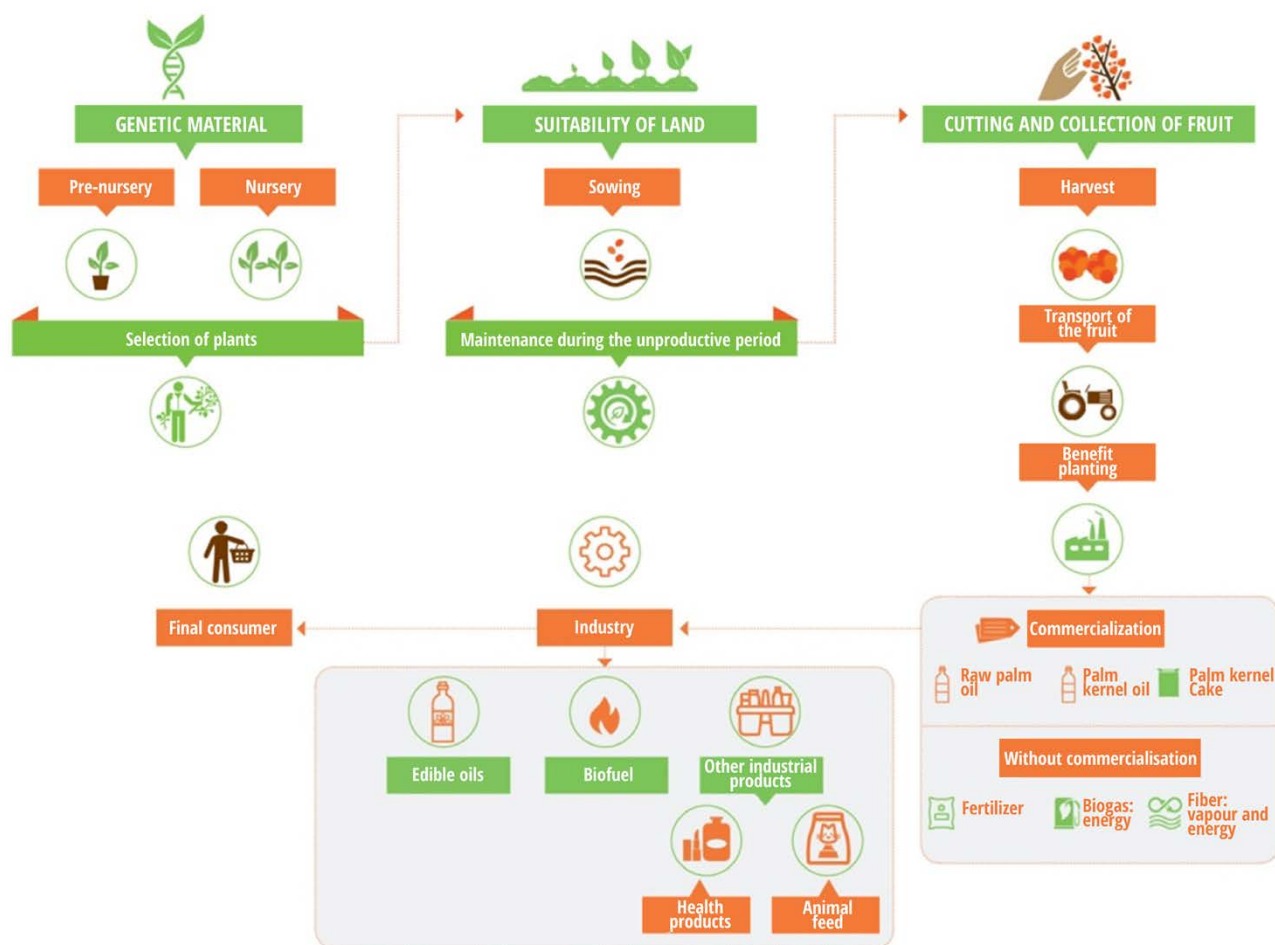 GENETIC MATERIAL
SUITABILITY OF LAND
CUTTING AND COLLECTION OF FRUIT
Pre-nursery
Nursery
Sowing
Harvest
Selection of plants
Maintenance during the unproductive period
Transport of
the fruit
Benefit
planting
Final consumer
Industry
Commercialization
Raw palm
oil
Palm
kernel oil
Palm kernel
Cake
Without commercialisation
Fertilizer
Biogas:
energy
Fiber:
vapour and
energy
Edible oils
Biofuel
Other industrial
products
Health
products
Animal
feed